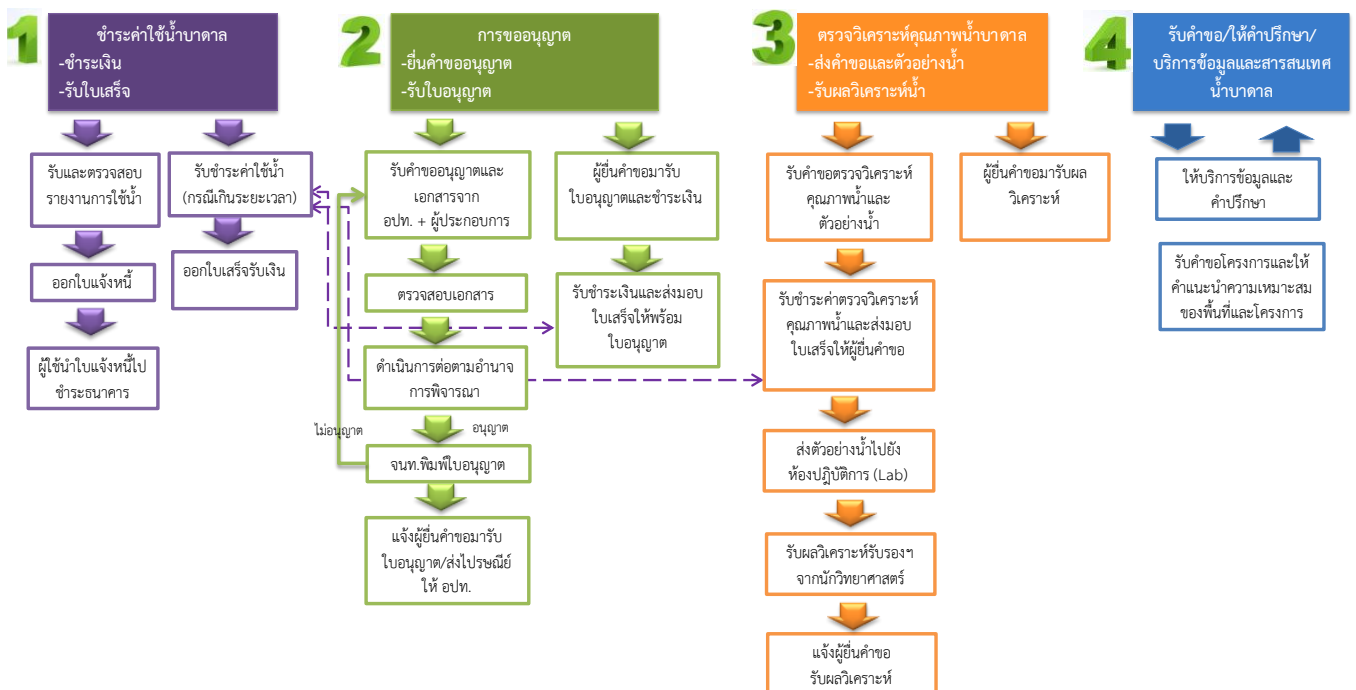 1
ชำระค่าใช้น้ำบาดาล
-ชำระเงิน
-รับใบเสร็จ
รับและตรวจสอบ
รายงานการใช้น้ำ
ออกใบแจ้งหนี้
ผู้ใช้นำใบแจ้งหนี้ไป
ชำระธนาคาร
รับชำระค่าใช้น้ำ
(กรณีเกินระยะเวลา)
ออกใบเสร็จรับเงิน
2
การขออนุญาต
-ยื่นคำขออนุญาต
-รับใบอนุญาต
รับคำขออนุญาตและ
เอกสารจาก
อปท. + ผู้ประกอบการ
ตรวจสอบเอกสาร
ดำเนินการต่อตามอำนาจ
การพิจารณา
ไม่อนุญาต
อนุญาต
จนท.พิมพ์ใบอนุญาต
แจ้งผู้ยื่นคำขอมารับ
ใบอนุญาต/ส่งไปรษณีย์
ให้ อปท.
ผู้ยื่นคำขอมารับ
ใบอนุญาตและชำระเงิน
รับชำระเงินและส่งมอบ
ใบเสร็จให้พร้อม
ใบอนุญาต
3
ตรวจวิเคราะห์คุณภาพน้ำบาดาล
-ส่งคำขอและตัวอย่างน้ำ
-รับผลวิเคราะห์น้ำ
รับคำขอตรวจวิเคราะห์
คุณภาพน้ำและ
ตัวอย่างน้ำ
รับชำระค่าตรวจวิเคราะห์
คุณภาพน้ำและส่งมอบ
ใบเสร็จให้ผู้ยื่นคำขอ
ส่งตัวอย่างน้ำไปยัง
ห้องปฏิบัติการ (Lab)
รับผลวิเคราะห์รับรองฯ
จากนักวิทยาศาสตร์
แจ้งผู้ยื่นคำขอ
รับผลวิเคราะห์
ผู้ยื่นคำขอมารับผล
วิเคราะห์
4
รับคำขอ/ให้คำปรึกษา/
บริการข้อมูลและสารสนเทศ
น้ำบาดาล
ให้บริการข้อมูลและ
คำปรึกษา
รับคำขอโครงการและให้
คำแนะนำความเหมาะสม
ของพื้นที่และโครงการ